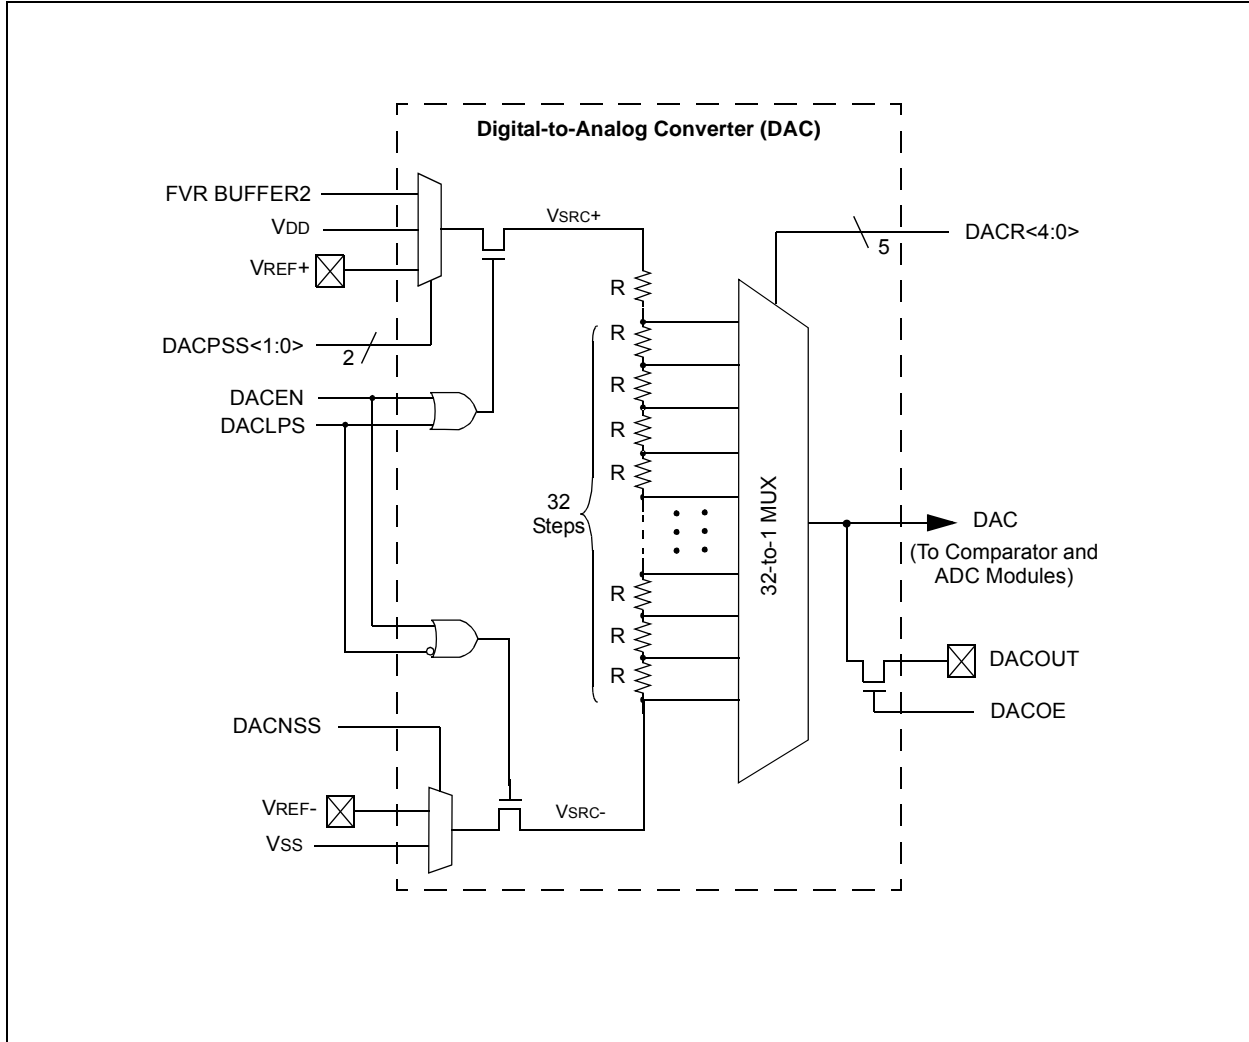 Digital-to-Analog Converter (DAC)
FVR BUFFER2
VDD
VREF+
DACPSS<1:0>
2
DACEN
DACLPS
VSRC+
5
DACR<4:0>
R
R
R
R
R
32
Steps
R
R
R
32-to-1 MUX
DAC
(To Comparator and
ADC Modules)
DACOUT
DACOE
DACNSS
VREF-
VSS
VSRC-